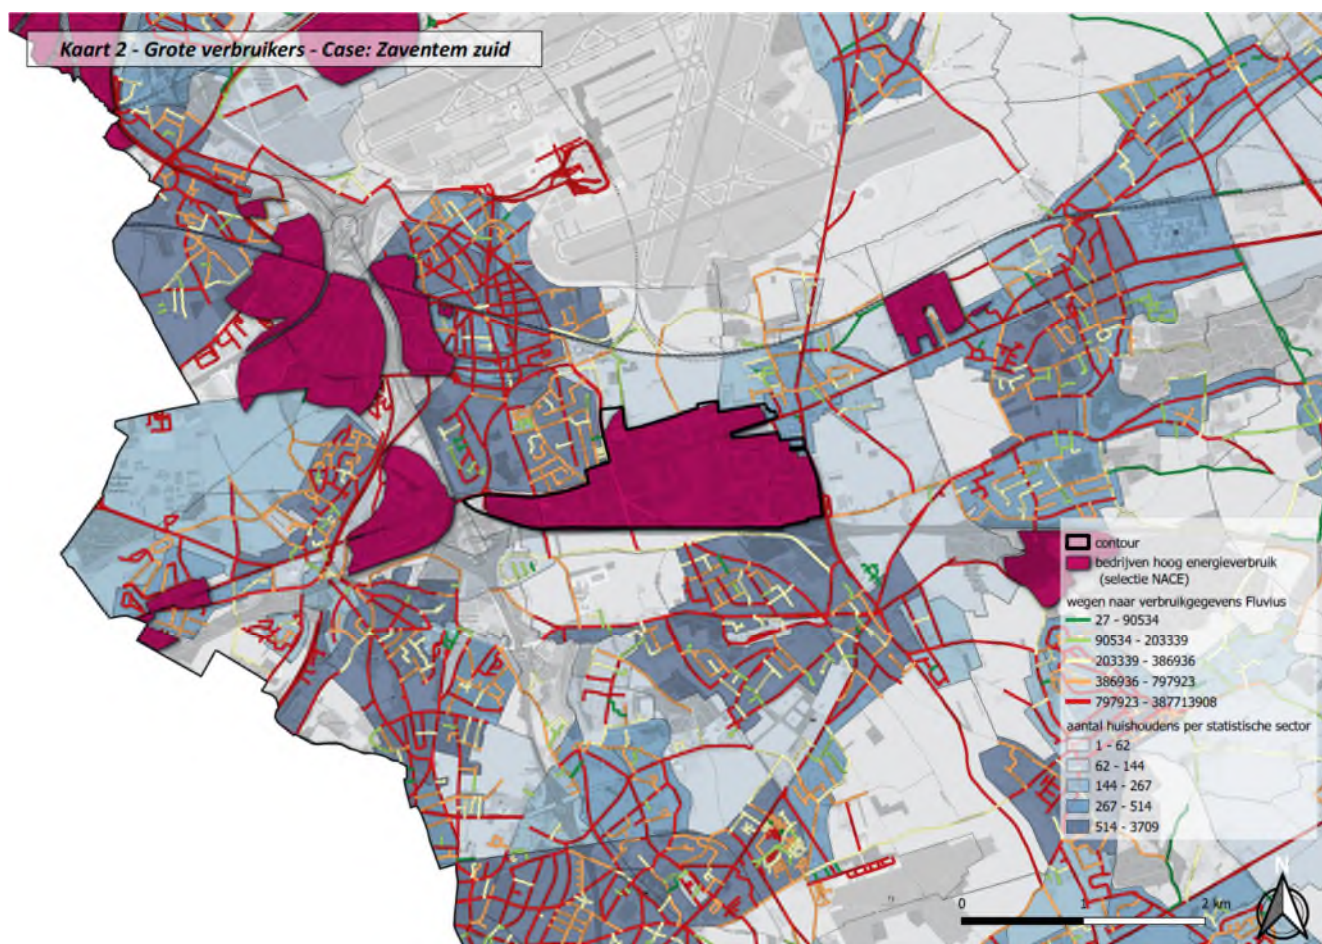 Kaart 2 - Grote verbruikers - Case: Zaventem zuid
contour
bedrijven hoog energieverbruik
(selectie NACE)
wegen naar verbruikgegevens Fluvius
27 - 90534
90534 - 203339
203339 - 386936
386936 - 797923
797923 - 387713908
aantal huishoudens per statistische sector
1 - 62
62 - 144
144 - 267
267 - 514
514 - 3709
N
0 1 2 km